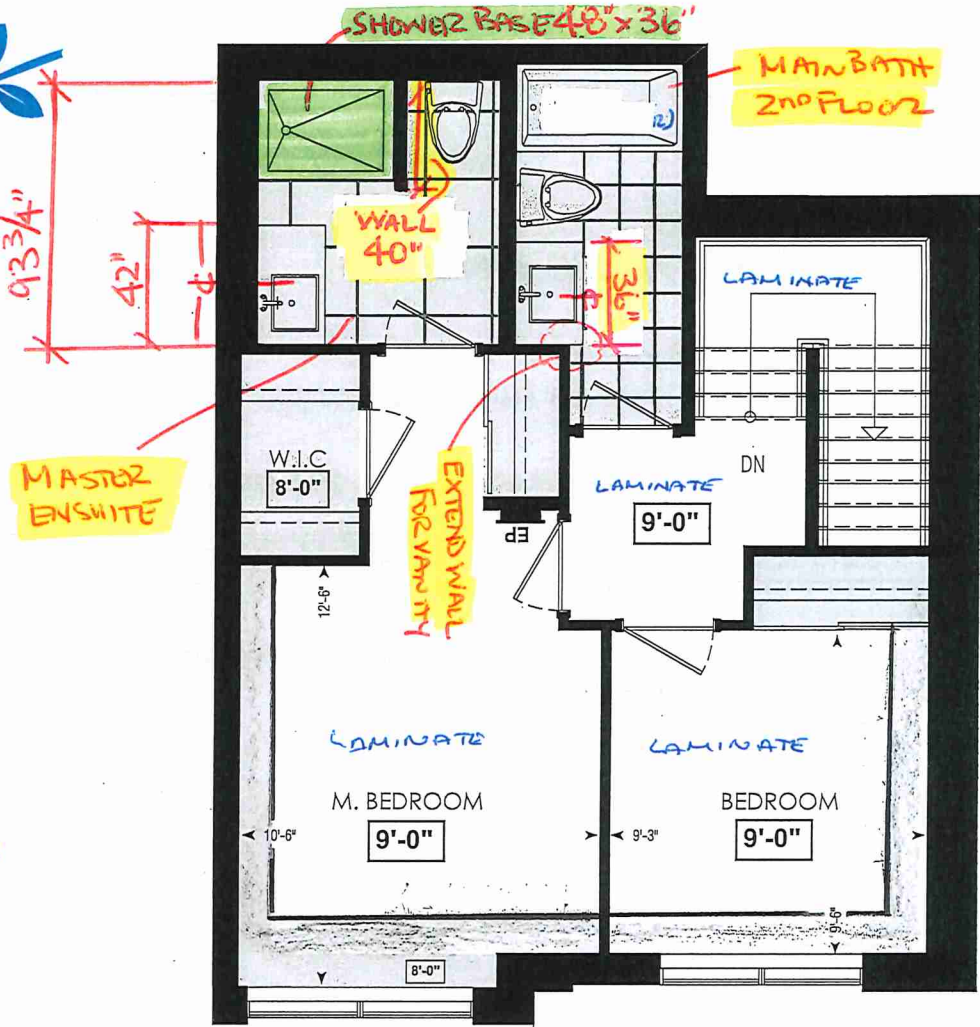 SHOWER BASE 48"x36"
MAIN BATH
2ND FLOOR
93 3/4"
42"
WALL
40"
36"
LAMINATE
MASTER
ENSUITE
W.I.C
8'-0"
EXTEND WALL
FOR VANITY
EP
LAMINATE
9'-0"
DN
12'-6"
LAMINATE
M. BEDROOM
9'-0"
10'-6"
LAMINATE
BEDROOM
9'-0"
9'-3"
9'-6"
8'-0"